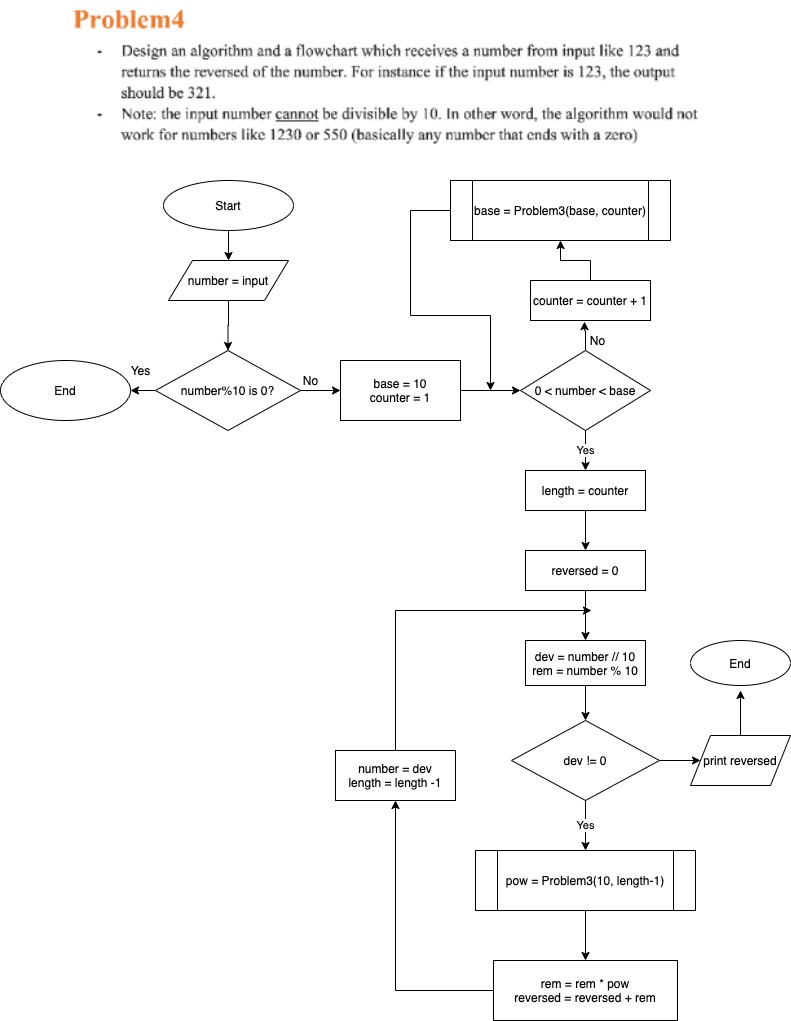 Problem4
- Design an algorithm and a flowchart which receives a number from input like 123 and
returns the reversed of the number. For instance if the input number is 123, the output
should be 321.
- Note: the input number cannot be divisible by 10. In other word, the algorithm would not
work for numbers like 1230 or 550 (basically any number that ends with a zero)
Start
number = input
number%10 is 0?
Yes
End
No
base = 10
counter = 1
0 < number < base
No
counter = counter + 1
base = Problem3(base, counter)
Yes
length = counter
reversed = 0
dev = number // 10
rem = number % 10
dev != 0
print reversed
End
Yes
pow = Problem3(10, length-1)
rem = rem * pow
reversed = reversed + rem
number = dev
length = length -1